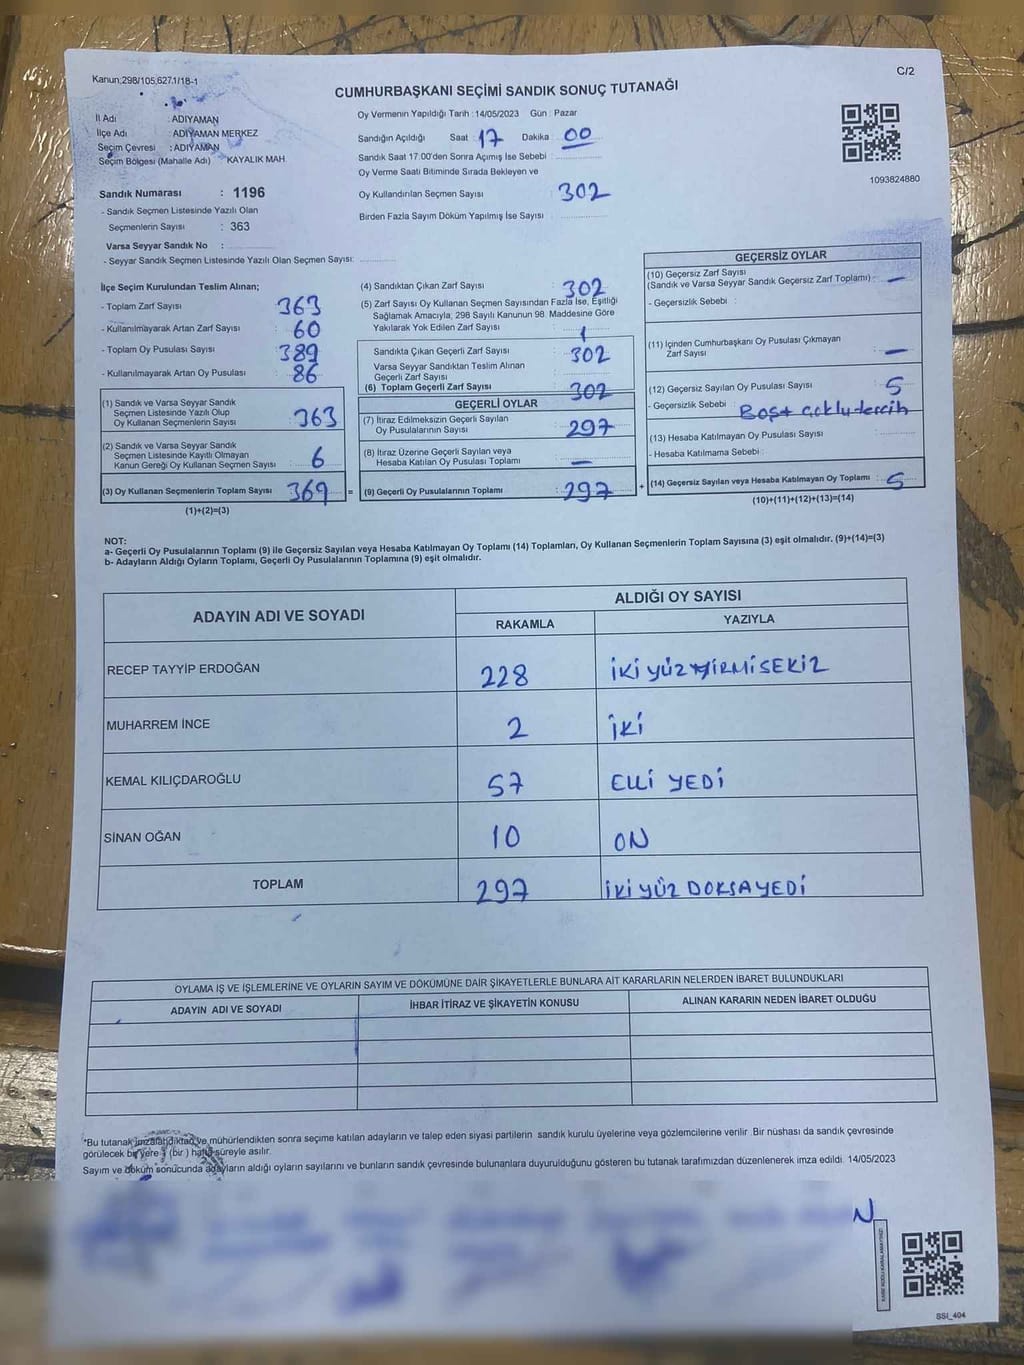 Kanun:298/105,627.1/18-1
C/2
CUMHURBAŞKANI SEÇİMİ SANDIK SONUÇ TUTANAĞI
İl Adı : ADIYAMAN
İlçe Adı : ADIYAMAN MERKEZ
Seçim Çevresi : ADIYAMAN
Seçim Bölgesi (Mahalle Adı) KAYALIK MAH
Sandık Numarası : 1196
- Sandık Seçmen Listesinde Yazılı Olan
Seçmenlerin Sayısı : 363
Varsa Seyyar Sandık No :
- Seyyar Sandık Seçmen Listesinde Yazılı Olan Seçmen Sayısı:
Oy Vermenin Yapıldığı Tarih : 14/05/2023 Gün : Pazar
Sandığın Açıldığı Saat : 17 Dakika : 00
Sandık Saat 17:00'den Sonra Açımış İse Sebebi :
Oy Verme Saati Bitiminde Sırada Bekleyen ve
Oy Kullandırılan Seçmen Sayısı : 302
Birden Fazla Sayım Döküm Yapılmış İse Sayısı :
1093824880
İlçe Seçim Kurulundan Teslim Alınan;
- Toplam Zarf Sayısı : 363
- Kullanılmayarak Artan Zarf Sayısı : 60
- Toplam Oy Pusulası Sayısı : 389
- Kullanılmayarak Artan Oy Pusulası : 86
(1) Sandık ve Varsa Seyyar Sandık
Seçmen Listesinde Yazılı Olup
Oy Kullanan Seçmenlerin Sayısı : 363
(2) Sandık ve Varsa Seyyar Sandık
Seçmen Listesinde Kayıtlı Olmayan
Kanun Gereği Oy Kullanan Seçmen Sayısı : 6
(3) Oy Kullanan Seçmenlerin Toplam Sayısı : 369 =
(1)+(2)=(3)
(4) Sandıktan Çıkan Zarf Sayısı : 302
(5) Zarf Sayısı Oy Kullanan Seçmen Sayısından Fazla İse, Eşitliği
Sağlamak Amacıyla, 298 Sayılı Kanunun 98. Maddesine Göre
Yakılarak Yok Edilen Zarf Sayısı : 1
Sandıkta Çıkan Geçerli Zarf Sayısı : 302
Varsa Seyyar Sandıktan Teslim Alınan
Geçerli Zarf Sayısı :
(6) Toplam Geçerli Zarf Sayısı : 302
GEÇERLİ OYLAR
(7) İtiraz Edilmeksizin Geçerli Sayılan
Oy Pusulalarının Sayısı : 297
(8) İtiraz Üzerine Geçerli Sayılan veya
Hesaba Katılan Oy Pusulası Toplamı : —
(9) Geçerli Oy Pusulalarının Toplamı : 297 +
GEÇERSİZ OYLAR
(10) Geçersiz Zarf Sayısı
(Sandık ve Varsa Seyyar Sandık Geçersiz Zarf Toplamı) : —
- Geçersizlik Sebebi :
(11) İçinden Cumhurbaşkanı Oy Pusulası Çıkmayan
Zarf Sayısı : —
(12) Geçersiz Sayılan Oy Pusulası Sayısı : 5
- Geçersizlik Sebebi : Boş+
(13) Hesaba Katılmayan Oy Pusulası Sayısı :
- Hesaba Katılmama Sebebi :
(14) Geçersiz Sayılan veya Hesaba Katılmayan Oy Toplamı : 5
(10)+(11)+(12)+(13)=(14)
NOT:
a- Geçerli Oy Pusulalarının Toplamı (9) ile Geçersiz Sayılan veya Hesaba Katılmayan Oy Toplamı (14) Toplamları, Oy Kullanan Seçmenlerin Toplam Sayısına (3) eşit olmalıdır. (9)+(14)=(3)
b- Adayların Aldığı Oyların Toplamı, Geçerli Oy Pusulalarının Toplamına (9) eşit olmalıdır.
ADAYIN ADI VE SOYADI
ALDIĞI OY SAYISI
RAKAMLA YAZIYLA
RECEP TAYYİP ERDOĞAN 228 İKİ YÜZ YİRMİSEKİZ
MUHARREM İNCE 2 İKİ
KEMAL KILIÇDAROĞLU 57 ELLİ YEDİ
SİNAN OĞAN 10 ON
TOPLAM 297 İKİ YÜZ DOKSAYEDİ
OYLAMA İŞ VE İŞLEMLERİNE VE OYLARIN SAYIM VE DÖKÜMÜNE DAİR ŞİKAYETLERLE BUNLARA AİT KARARLARIN NELERDEN İBARET BULUNDUKLARI
ADAYIN ADI VE SOYADI İHBAR İTİRAZ VE ŞİKAYETİN KONUSU ALINAN KARARIN NEDEN İBARET OLDUĞU
*Bu tutanak imzalandıktan ve mühürlendikten sonra seçime katılan adayların ve talep eden siyasi partilerin sandık kurulu üyelerine veya gözlemcilerine verilir. Bir nüshası da sandık çevresinde
görülecek bir yere 1 (bir ) hafta süreyle asılır.
Sayım ve döküm sonucunda adayların aldığı oyların sayılarını ve bunların sandık çevresinde bulunanlara duyurulduğunu gösteren bu tutanak tarafımızdan düzenlenerek imza edildi. 14/05/2023
N
SSI_404